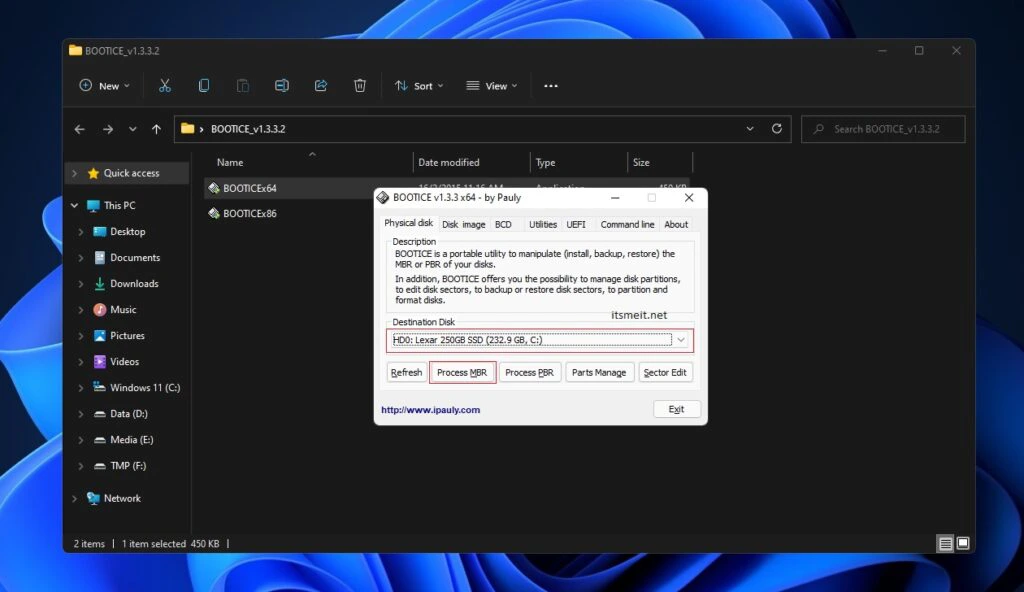 BOOTICE_v1.3.3.2
New
Sort
View
BOOTICE_v1.3.3.2
Search BOOTICE_v1.3.3.2
Name
Date modified
Type
Size
Quick access
This PC
Desktop
Documents
Downloads
Music
Pictures
Videos
Windows 11 (C:)
Data (D:)
Media (E:)
TMP (F:)
Network
BOOTICEx64
16/2/2015 11:16 AM
Application
450 KB
BOOTICEx86
BOOTICE v1.3.3 x64 - by Pauly
Physical disk
Disk image
BCD
Utilities
UEFI
Command line
About
Description
BOOTICE is a portable utility to manipulate (install, backup, restore) the
MBR or PBR of your disks.
In addition, BOOTICE offers you the possibility to manage disk partitions,
to edit disk sectors, to backup or restore disk sectors, to partition and
format disks.
itsmeit.net
Destination Disk
HD0: Lexar 250GB SSD (232.9 GB, C:)
Refresh
Process MBR
Process PBR
Parts Manage
Sector Edit
http://www.ipauly.com
Exit
2 items
1 item selected 450 KB